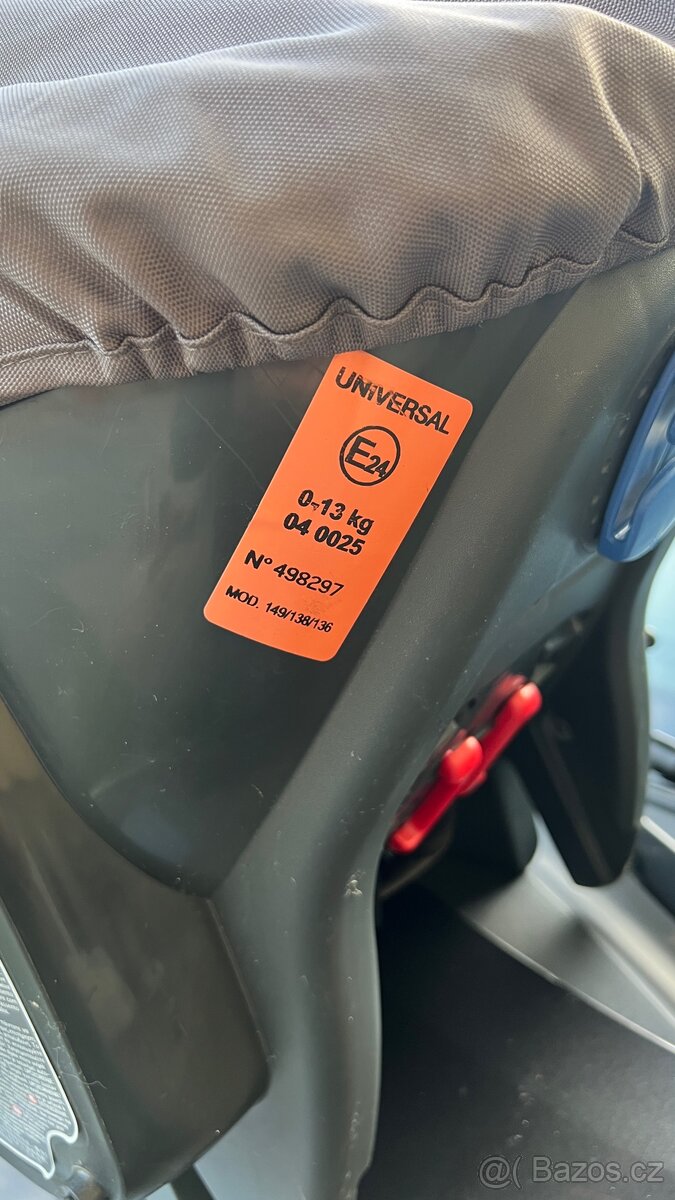 UNIVERSAL
E24
0-13 kg
04 0025
N° 498297
MOD. 149/138/136
@( Bazos.cz